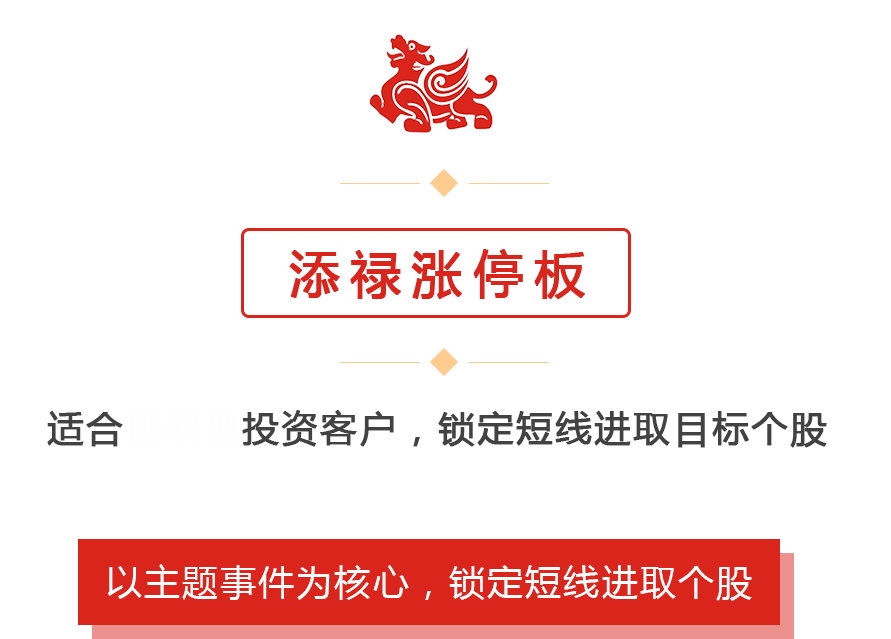 添禄涨停板
适合 投资客户，锁定短线进取目标个股
以主题事件为核心，锁定短线进取个股